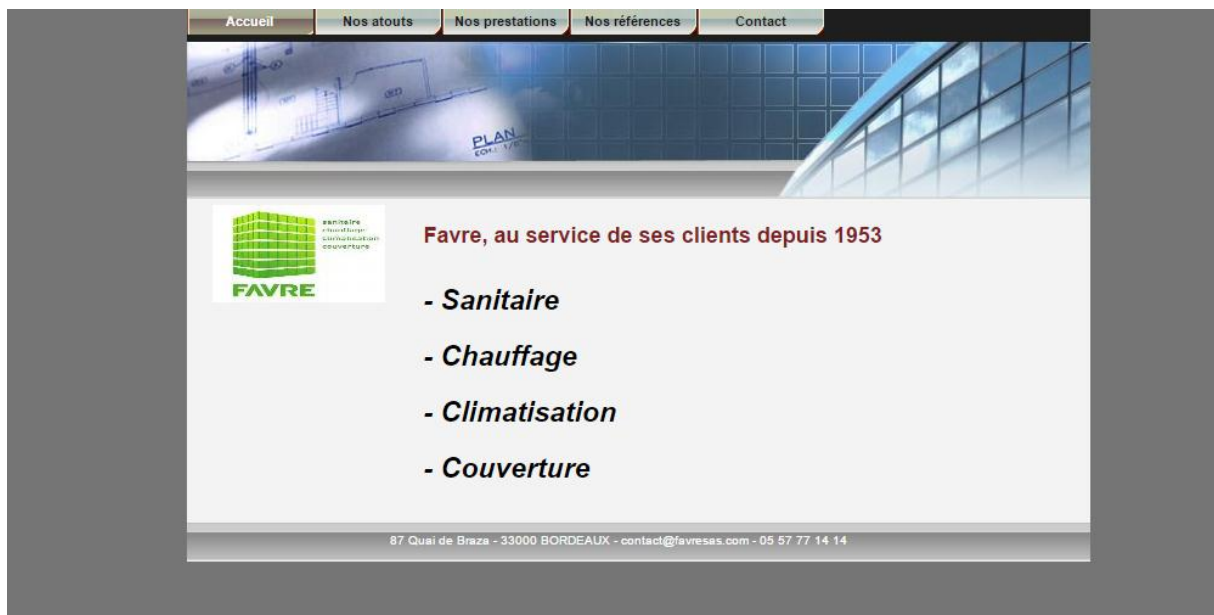 Accueil
Nos atouts
Nos prestations
Nos références
Contact
PLAN
sanitaire
chauffage
climatisation
couverture
FAVRE
Favre, au service de ses clients depuis 1953
- Sanitaire
- Chauffage
- Climatisation
- Couverture
87 Quai de Braza - 33000 BORDEAUX - contact@favresas.com - 05 57 77 14 14